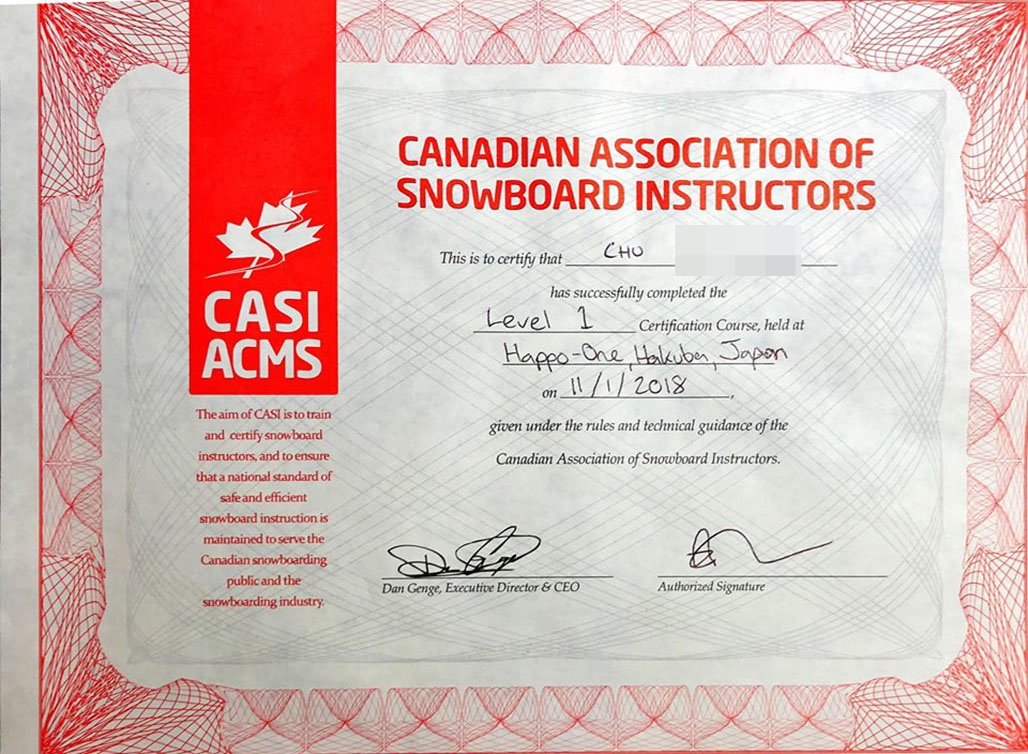 CASI
ACMS
The aim of CASI is to train
and certify snowboard
instructors, and to ensure
that a national standard of
safe and efficient
snowboard instruction is
maintained to serve the
Canadian snowboarding
public and the
snowboarding industry.
CANADIAN ASSOCIATION OF
SNOWBOARD INSTRUCTORS
This is to certify that CHU
has successfully completed the
Level 1 Certification Course, held at
Happo-One, Hakuba, Japan
on 11/1/2018,
given under the rules and technical guidance of the
Canadian Association of Snowboard Instructors.
Dan Genge, Executive Director & CEO
Authorized Signature